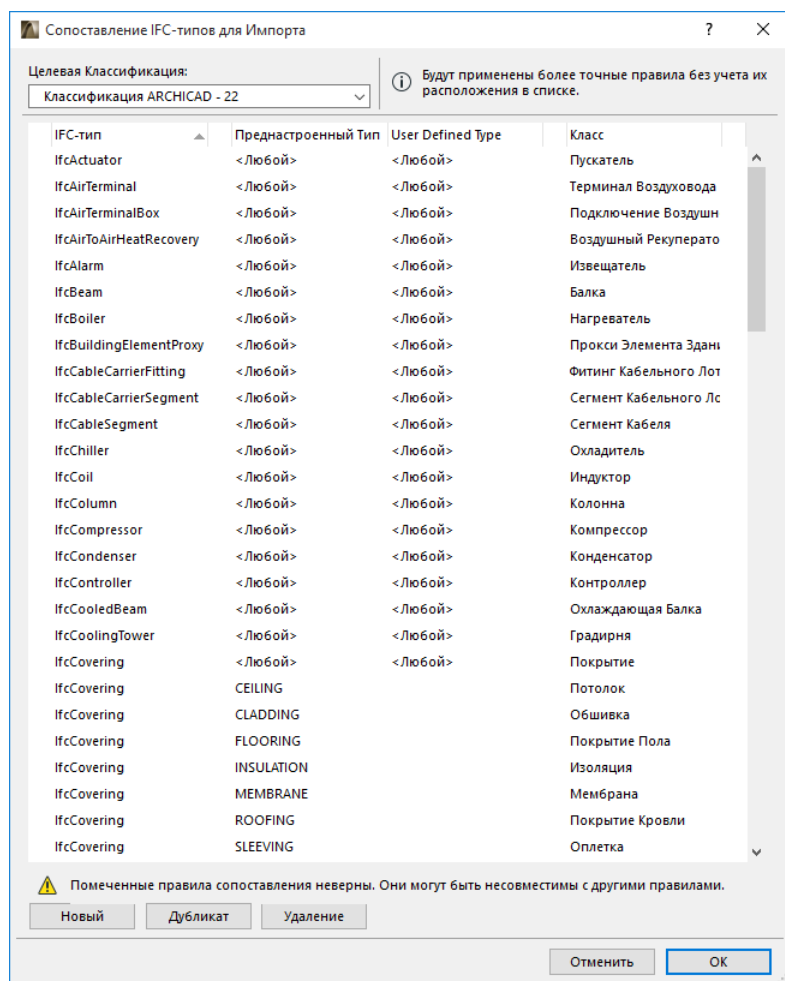 Сопоставление IFC-типов для Импорта ? ×
Целевая Классификация:
Классификация ARCHICAD - 22
Будут применены более точные правила без учета их
расположения в списке.
IFC-тип Преднастроенный Тип User Defined Type Класс
IfcActuator <Любой> <Любой> Пускатель
IfcAirTerminal <Любой> <Любой> Терминал Воздуховода
IfcAirTerminalBox <Любой> <Любой> Подключение Воздушн
IfcAirToAirHeatRecovery <Любой> <Любой> Воздушный Рекуперато
IfcAlarm <Любой> <Любой> Извещатель
IfcBeam <Любой> <Любой> Балка
IfcBoiler <Любой> <Любой> Нагреватель
IfcBuildingElementProxy <Любой> <Любой> Прокси Элемента Здани
IfcCableCarrierFitting <Любой> <Любой> Фитинг Кабельного Лот
IfcCableCarrierSegment <Любой> <Любой> Сегмент Кабельного Ло
IfcCableSegment <Любой> <Любой> Сегмент Кабеля
IfcChiller <Любой> <Любой> Охладитель
IfcCoil <Любой> <Любой> Индуктор
IfcColumn <Любой> <Любой> Колонна
IfcCompressor <Любой> <Любой> Компрессор
IfcCondenser <Любой> <Любой> Конденсатор
IfcController <Любой> <Любой> Контроллер
IfcCooledBeam <Любой> <Любой> Охлаждающая Балка
IfcCoolingTower <Любой> <Любой> Градирня
IfcCovering <Любой> <Любой> Покрытие
IfcCovering CEILING Потолок
IfcCovering CLADDING Обшивка
IfcCovering FLOORING Покрытие Пола
IfcCovering INSULATION Изоляция
IfcCovering MEMBRANE Мембрана
IfcCovering ROOFING Покрытие Кровли
IfcCovering SLEEVING Оплетка
Помеченные правила сопоставления неверны. Они могут быть несовместимы с другими правилами.
Новый Дубликат Удаление
Отменить OK